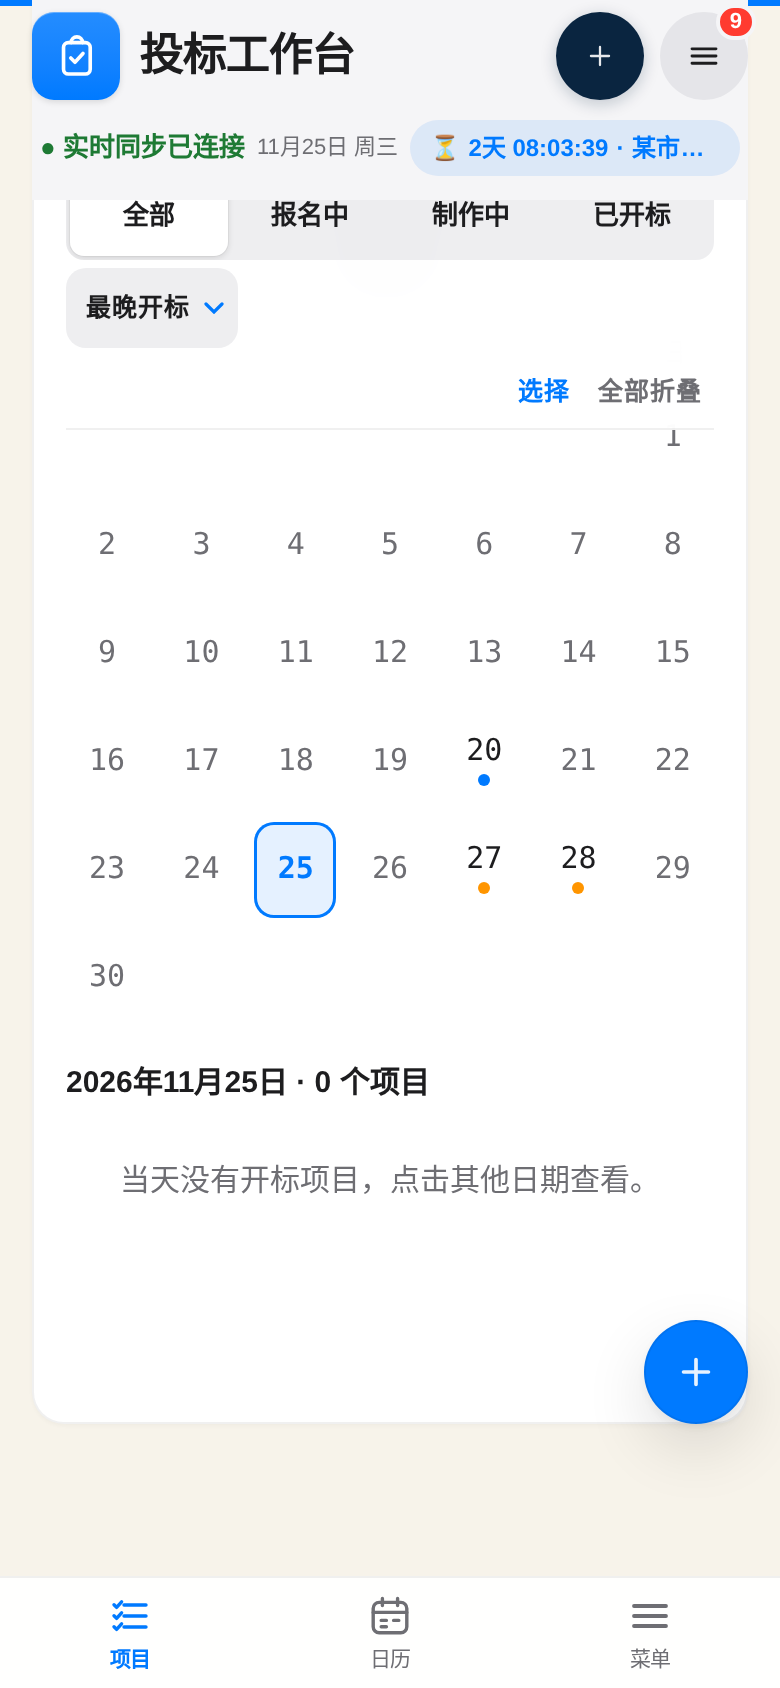 投标工作台
9
实时同步已连接 11月25日 周三 ⏳ 2天 08:03:39 · 某市…
全部 报名中 制作中 已开标
最晚开标
选择 全部折叠
1
2 3 4 5 6 7 8
9 10 11 12 13 14 15
16 17 18 19 20 21 22
23 24 25 26 27 28 29
30
2026年11月25日 · 0 个项目
当天没有开标项目，点击其他日期查看。
项目 日历 菜单